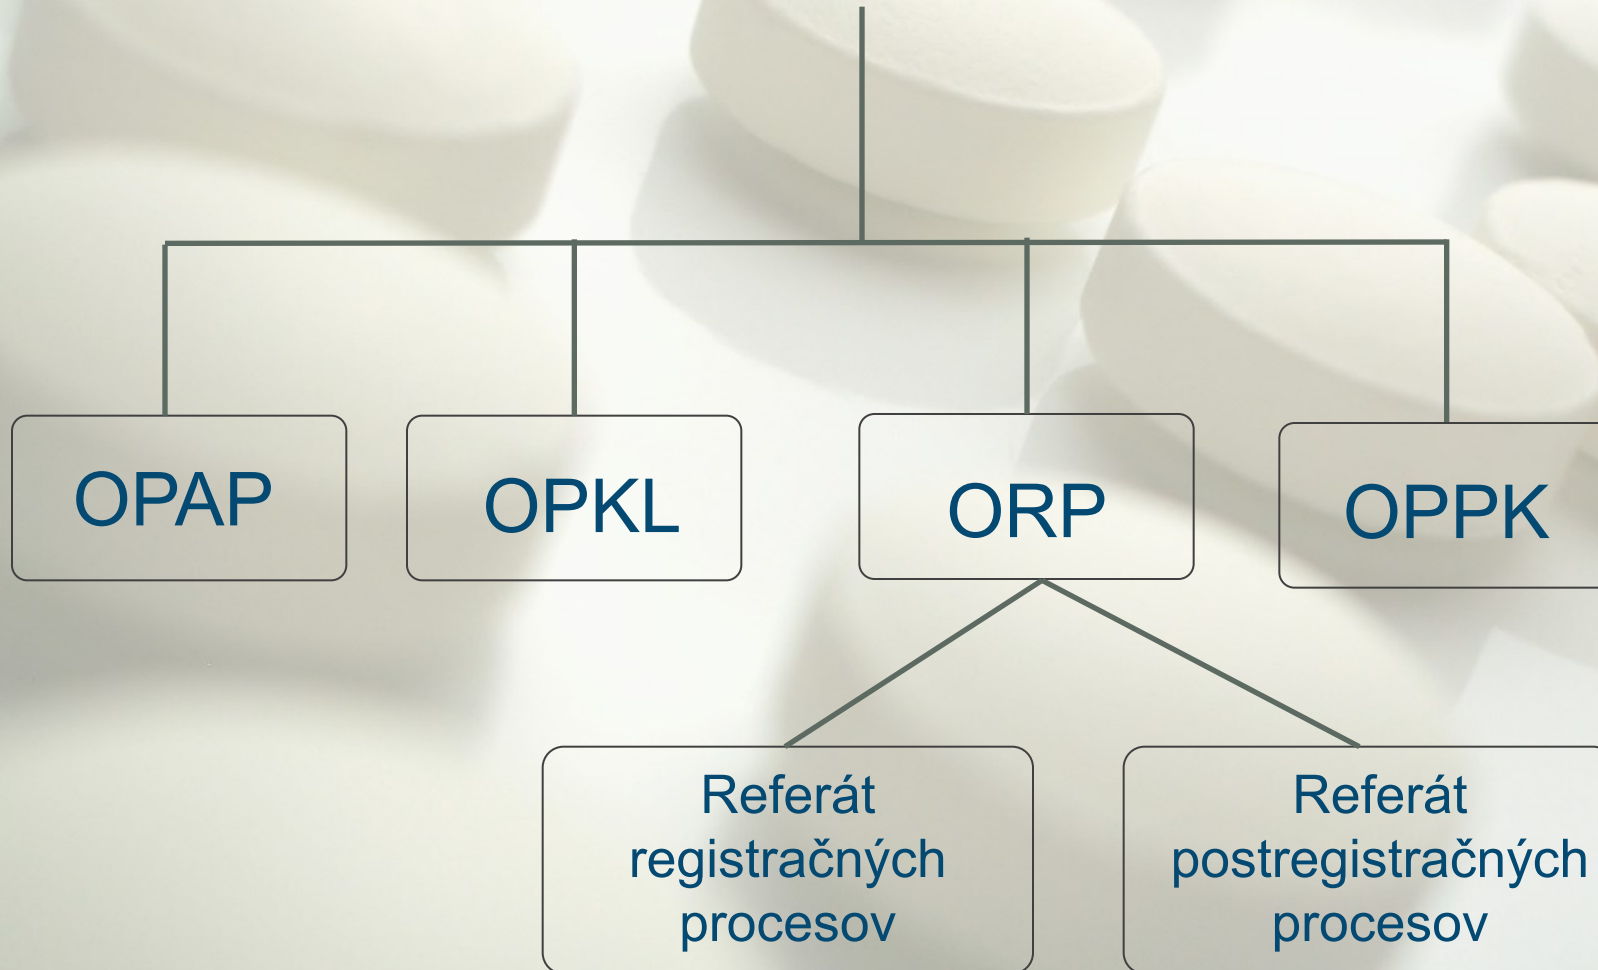 OPAP
OPKL
ORP
OPPK
Referát
registračných
procesov
Referát
postregistračných
procesov